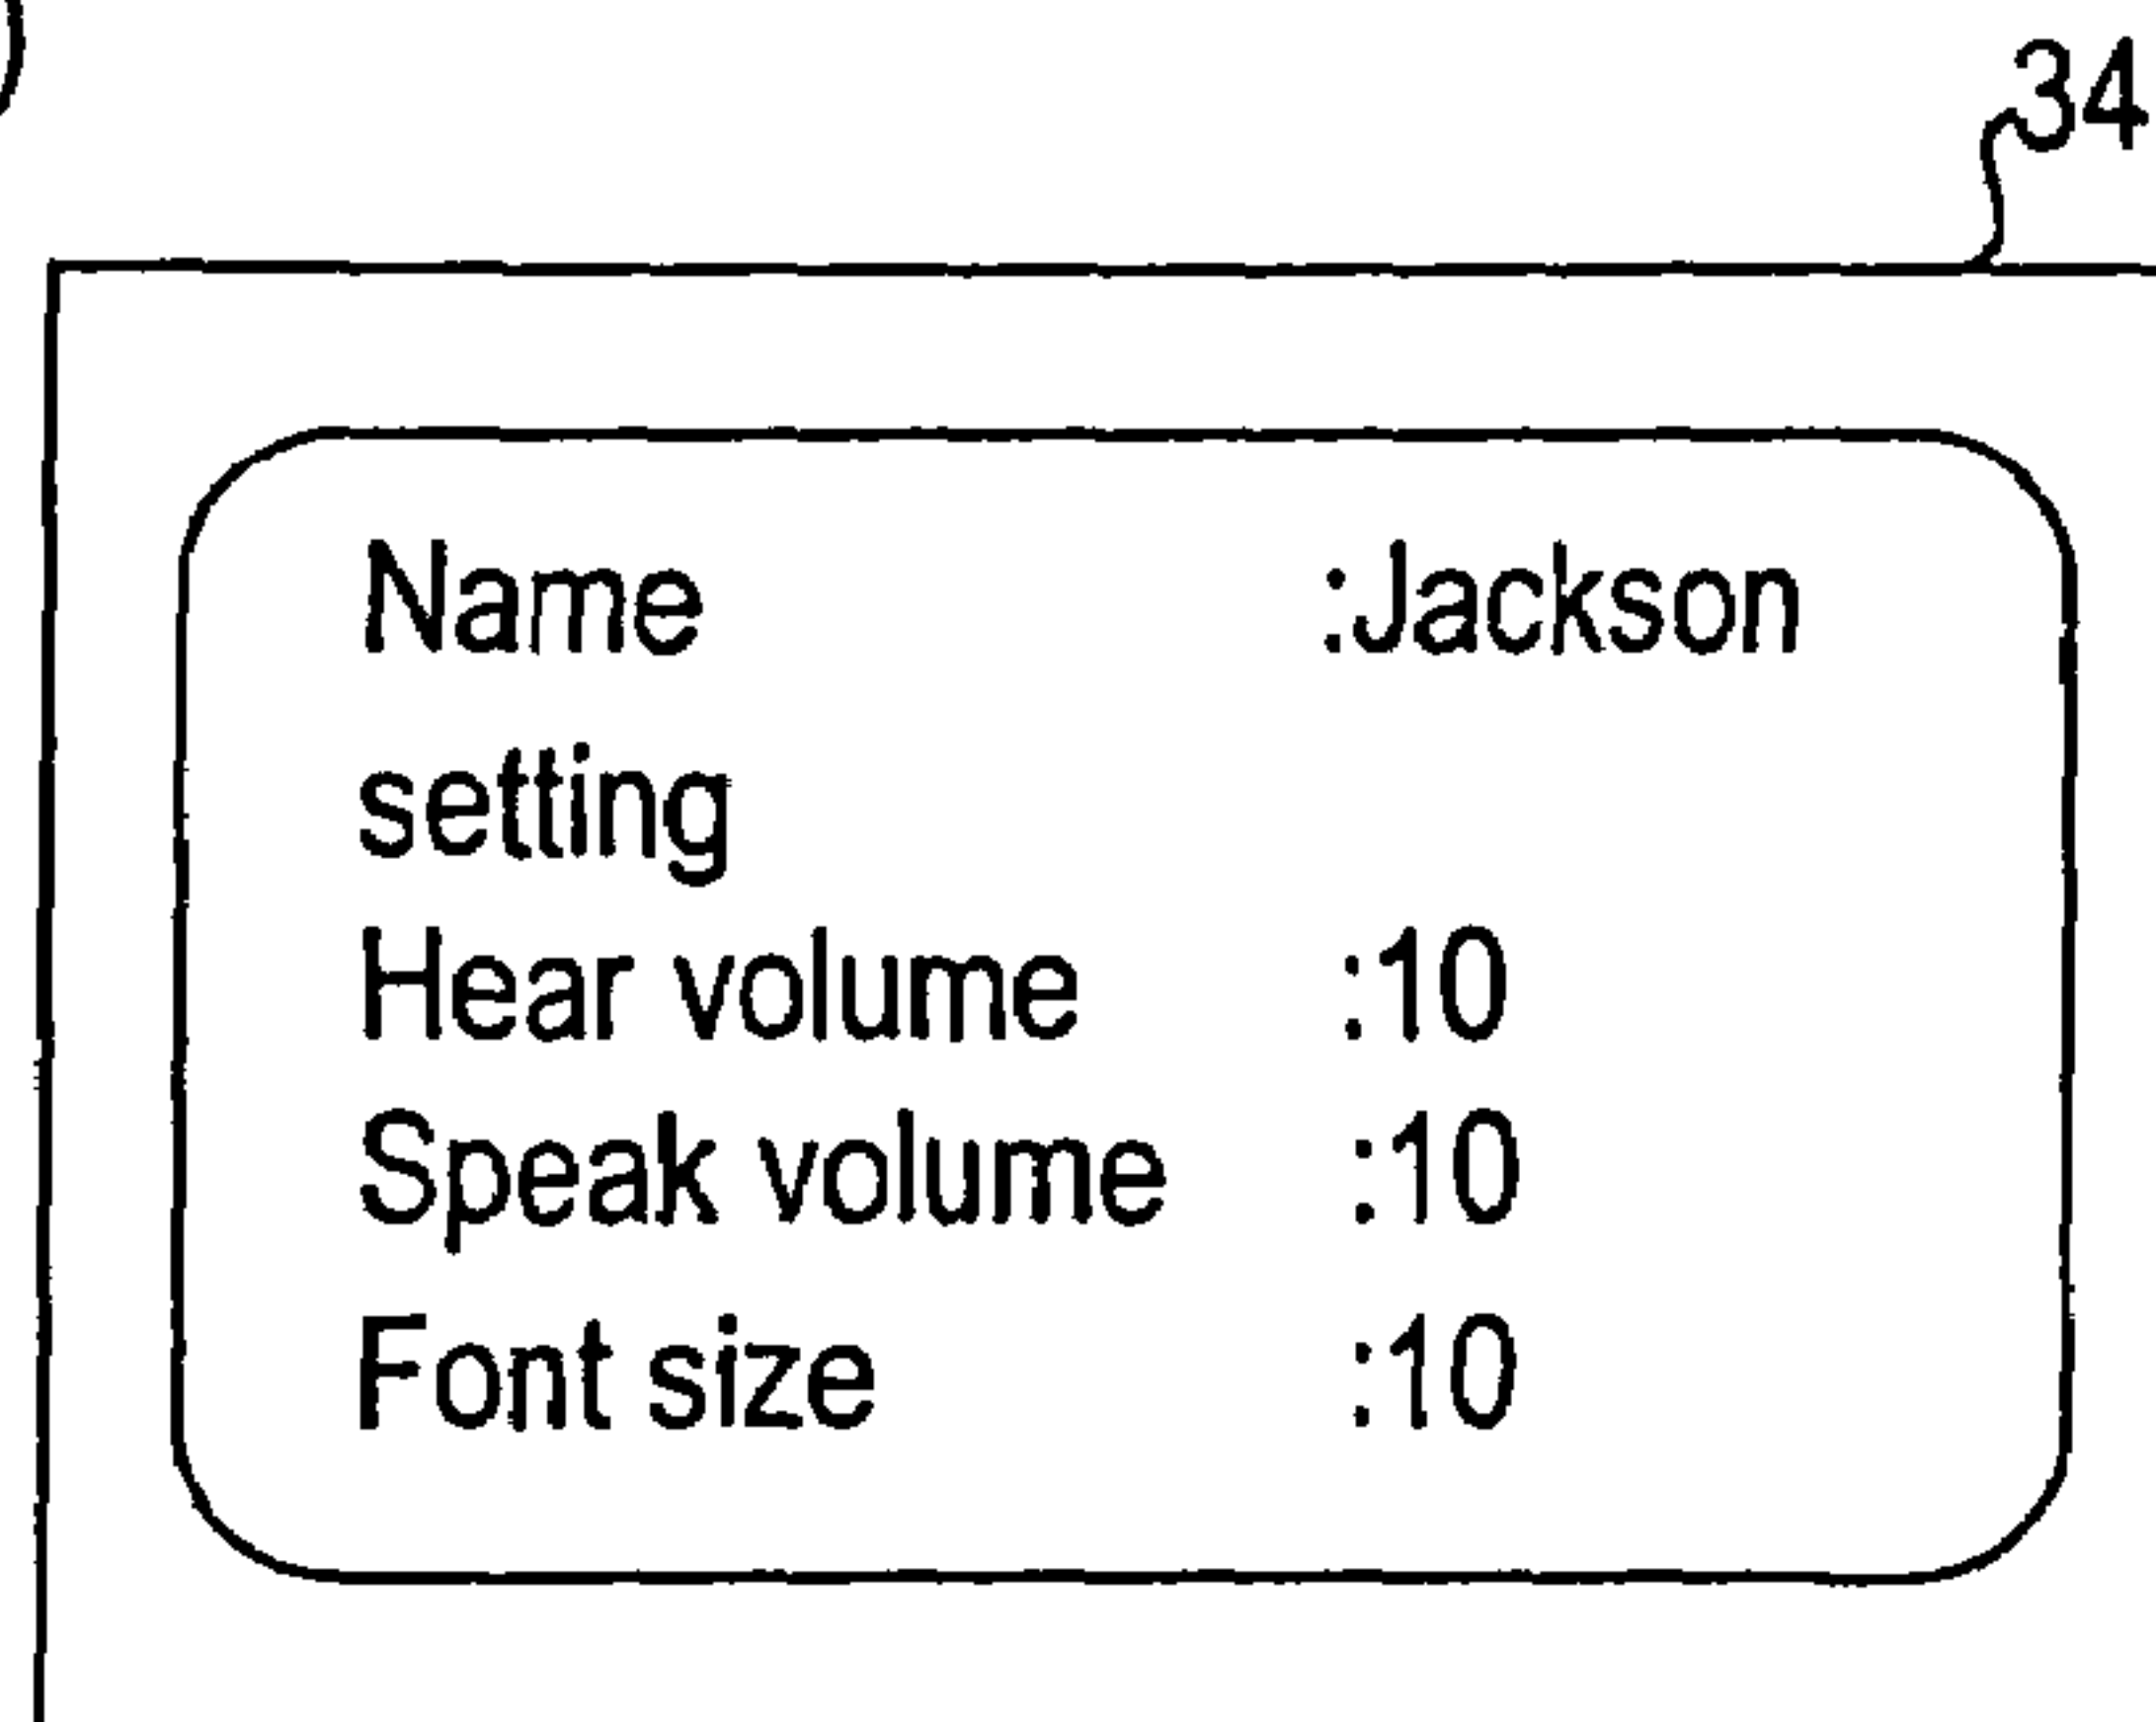 34
Name :Jackson
setting
Hear volume :10
Speak volume :10
Font size :10